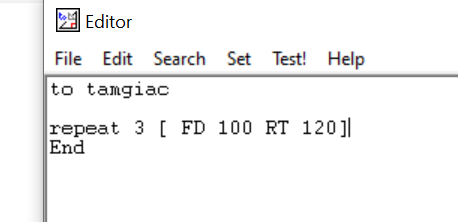 Editor
File Edit Search Set Test! Help
to tamgiac
repeat 3 [ FD 100 RT 120]
End